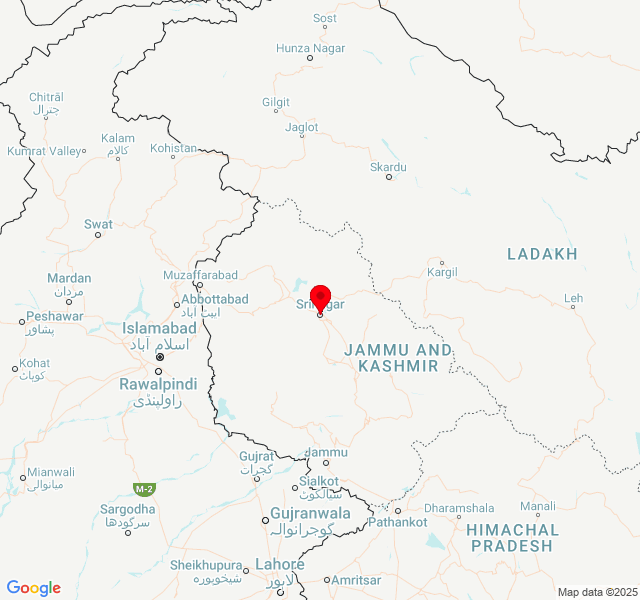 Sost
Hunza Nagar
Chitrāl
چترال
Gilgit
Jaglot
Kalam
کالام
Kumrat Valley
Kohistan
Skardu
Swat
LADAKH
Kargil
Muzaffarabad
Mardan
مردان
Leh
Abbottabad
ایبٹ آباد
Srinagar
Peshawar
پشاور
Islamabad
اسلام آباد
JAMMU AND
KASHMIR
Kohat
کوہاٹ
Rawalpindi
راولپنڈی
Jammu
Gujrat
گجرات
Mianwali
میانوالی
Sialkot
سیالکوٹ
M-2
Sargodha
سرگودھا
Gujranwala
گوجرانوالہ
Pathankot
Dharamshala
Manali
HIMACHAL
PRADESH
Sheikhupura
شیخوپورہ
Lahore
لاہور
Amritsar
Google
Map data ©2025